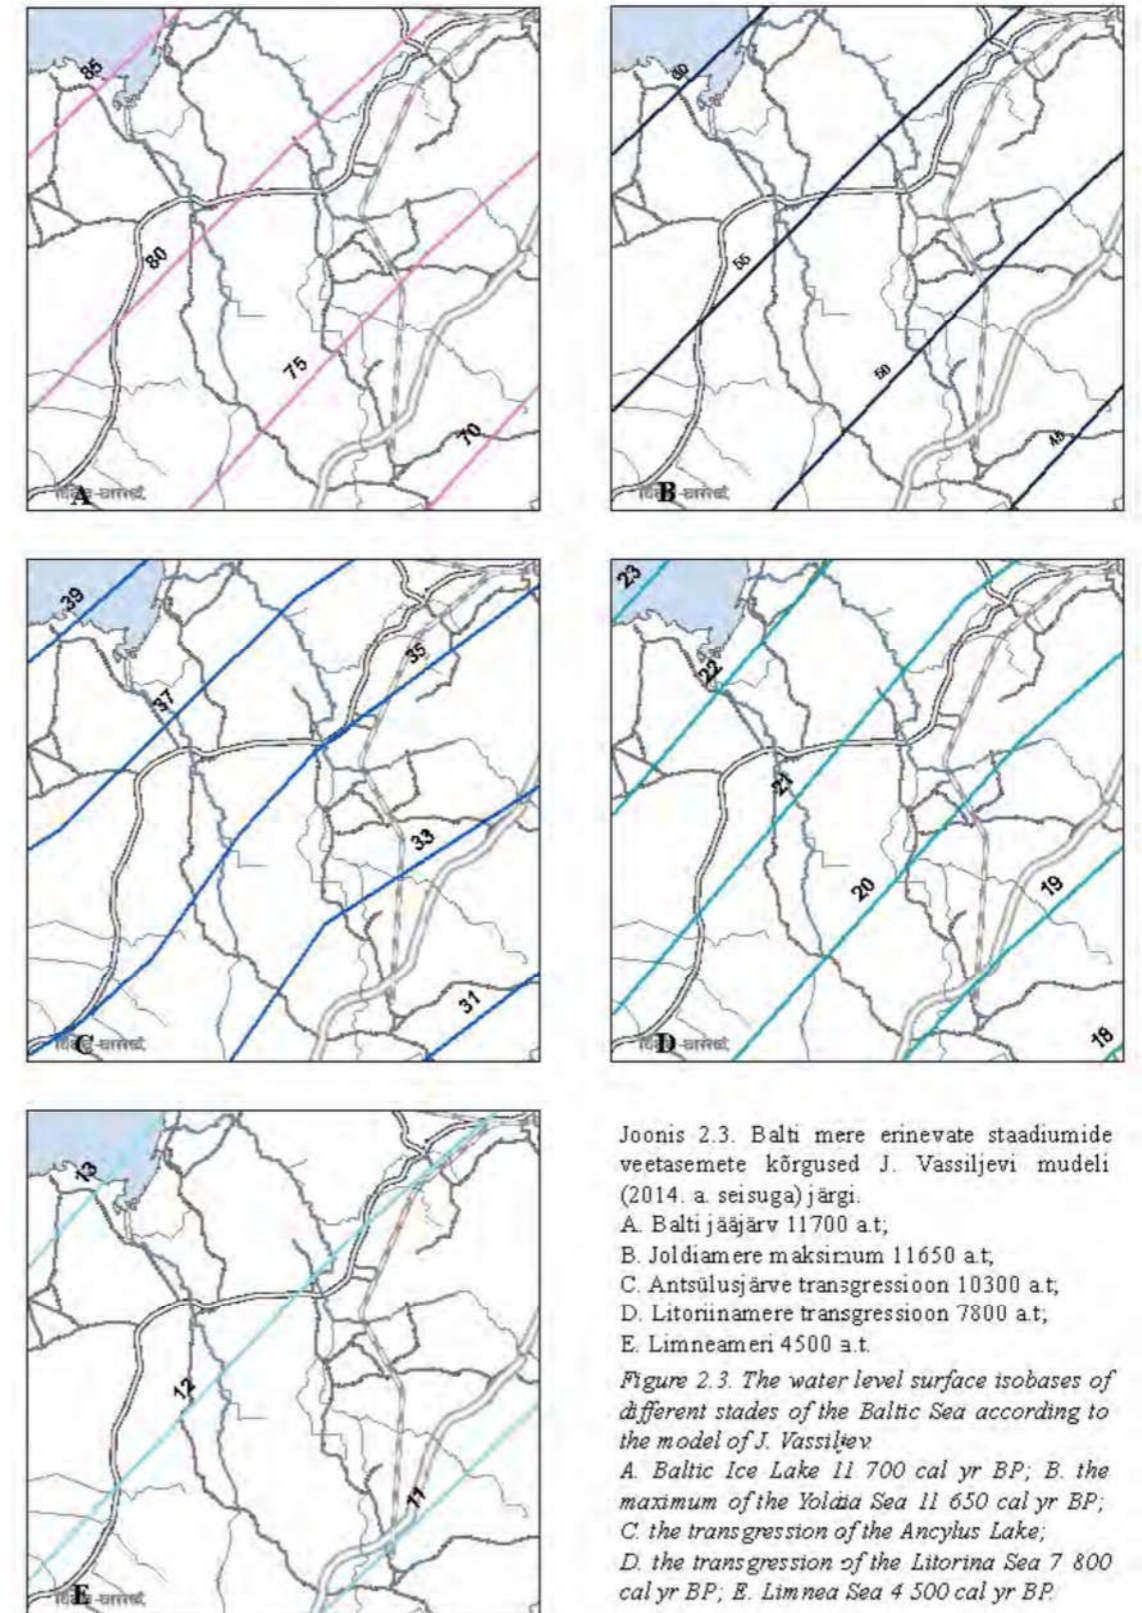 85
80
75
70
A
60
55
50
45
B
39
37
35
33
31
C
23
22
21
20
19
18
D
13
12
11
E
Joonis 2.3. Balti mere erinevate staadiumide
veetasemete kõrgused J. Vassiljevi mudeli
(2014. a. seisuga) järgi.
A. Balti jääjärv 11700 a.t;
B. Joldiamere maksimum 11650 a.t;
C. Antsülusjärve transgressioon 10300 a.t;
D. Litoriinamere transgressioon 7800 a.t;
E. Limneameri 4500 a.t.
Figure 2.3. The water level surface isobases of
different stades of the Baltic Sea according to
the model of J. Vassiljev
A. Baltic Ice Lake 11 700 cal yr BP; B. the
maximum of the Yoldia Sea 11 650 cal yr BP;
C. the transgression of the Ancylus Lake;
D. the transgression of the Litorina Sea 7 800
cal yr BP; E. Limnea Sea 4 500 cal yr BP.